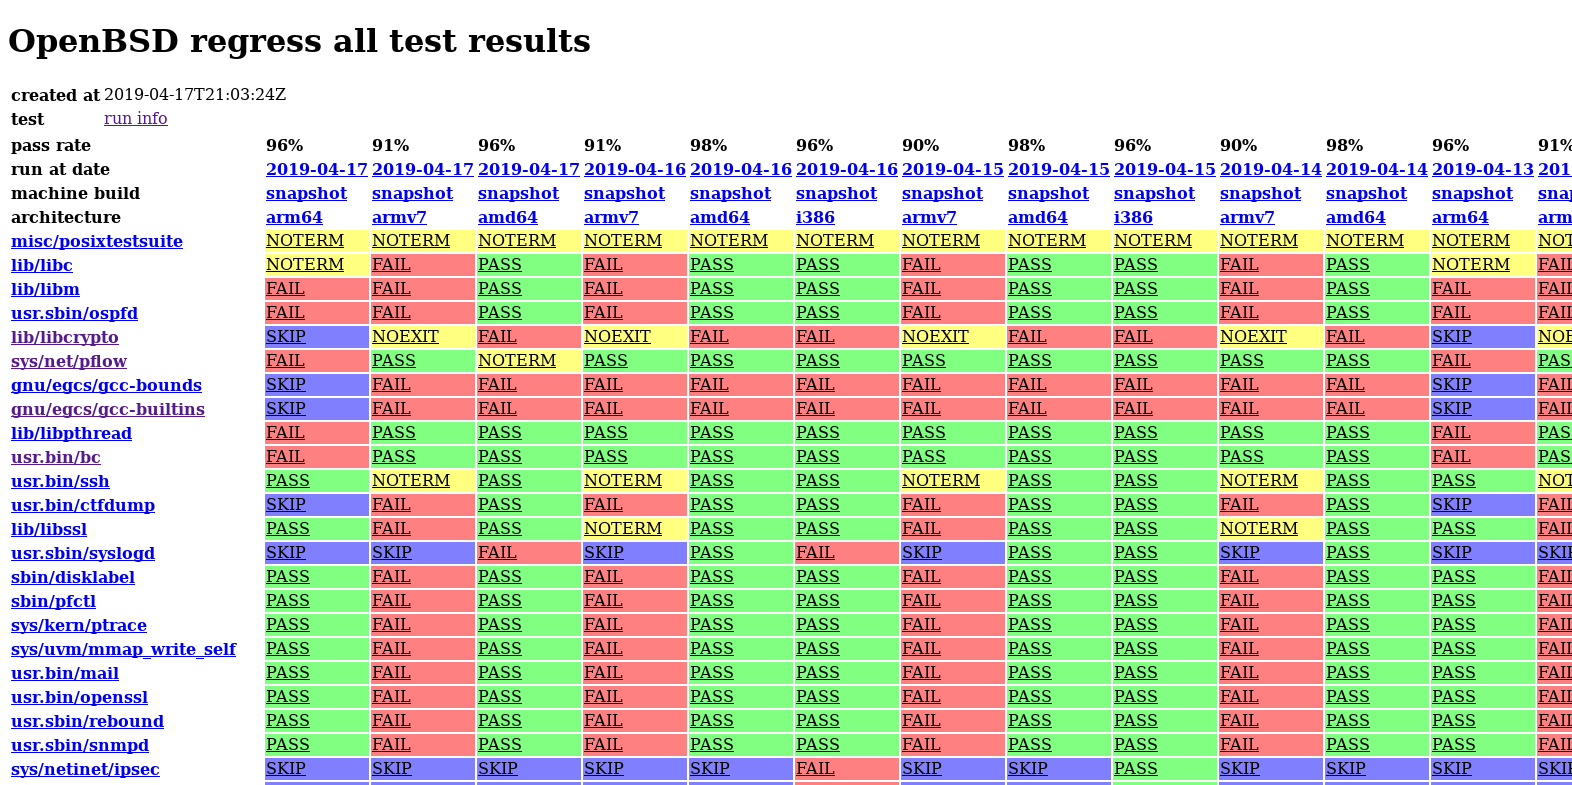 OpenBSD regress all test results
created at 2019-04-17T21:03:24Z
test run info
pass rate 96% 91% 96% 91% 98% 96% 90% 98% 96% 90% 98% 96% 91%
run at date 2019-04-17 2019-04-17 2019-04-17 2019-04-16 2019-04-16 2019-04-16 2019-04-15 2019-04-15 2019-04-15 2019-04-14 2019-04-14 2019-04-13
machine build snapshot snapshot snapshot snapshot snapshot snapshot snapshot snapshot snapshot snapshot snapshot snapshot
architecture arm64 armv7 amd64 armv7 amd64 i386 armv7 amd64 i386 armv7 amd64 arm64
misc/posixtestsuite NOTERM NOTERM NOTERM NOTERM NOTERM NOTERM NOTERM NOTERM NOTERM NOTERM NOTERM NOTERM
lib/libc NOTERM FAIL PASS FAIL PASS PASS FAIL PASS PASS FAIL PASS NOTERM FAIL
lib/libm FAIL FAIL PASS FAIL PASS PASS FAIL PASS PASS FAIL PASS FAIL FAIL
usr.sbin/ospfd FAIL FAIL PASS FAIL PASS PASS FAIL PASS PASS FAIL PASS FAIL FAIL
lib/libcrypto SKIP NOEXIT FAIL NOEXIT FAIL FAIL NOEXIT FAIL FAIL NOEXIT FAIL SKIP
sys/net/pflow FAIL PASS NOTERM PASS PASS PASS PASS PASS PASS PASS PASS FAIL PASS
gnu/egcs/gcc-bounds SKIP FAIL FAIL FAIL FAIL FAIL FAIL FAIL FAIL FAIL FAIL SKIP FAIL
gnu/egcs/gcc-builtins SKIP FAIL FAIL FAIL FAIL FAIL FAIL FAIL FAIL FAIL FAIL SKIP FAIL
lib/libpthread FAIL PASS PASS PASS PASS PASS PASS PASS PASS PASS PASS FAIL PASS
usr.bin/bc FAIL PASS PASS PASS PASS PASS PASS PASS PASS PASS PASS FAIL PASS
usr.bin/ssh PASS NOTERM PASS NOTERM PASS PASS NOTERM PASS PASS NOTERM PASS PASS
usr.bin/ctfdump SKIP FAIL PASS FAIL PASS PASS FAIL PASS PASS FAIL PASS SKIP FAIL
lib/libssl PASS FAIL PASS NOTERM PASS PASS FAIL PASS PASS NOTERM PASS PASS FAIL
usr.sbin/syslogd SKIP SKIP FAIL SKIP PASS FAIL SKIP PASS PASS SKIP PASS SKIP SKIP
sbin/disklabel PASS FAIL PASS FAIL PASS PASS FAIL PASS PASS FAIL PASS PASS FAIL
sbin/pfctl PASS FAIL PASS FAIL PASS PASS FAIL PASS PASS FAIL PASS PASS FAIL
sys/kern/ptrace PASS FAIL PASS FAIL PASS PASS FAIL PASS PASS FAIL PASS PASS FAIL
sys/uvm/mmap_write_self PASS FAIL PASS FAIL PASS PASS FAIL PASS PASS FAIL PASS PASS FAIL
usr.bin/mail PASS FAIL PASS FAIL PASS PASS FAIL PASS PASS FAIL PASS PASS FAIL
usr.bin/openssl PASS FAIL PASS FAIL PASS PASS FAIL PASS PASS FAIL PASS PASS FAIL
usr.sbin/rebound PASS FAIL PASS FAIL PASS PASS FAIL PASS PASS FAIL PASS PASS FAIL
usr.sbin/snmpd PASS FAIL PASS FAIL PASS PASS FAIL PASS PASS FAIL PASS PASS FAIL
sys/netinet/ipsec SKIP SKIP SKIP SKIP SKIP FAIL SKIP SKIP PASS SKIP SKIP SKIP SKIP